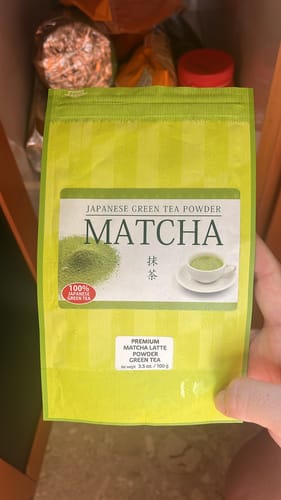 JAPANESE GREEN TEA POWDER
MATCHA
抹
茶
100%
JAPANESE
GREEN TEA
PREMIUM
MATCHA LATTE
POWDER
GREEN TEA
Net weight 3.5 oz. / 100 g